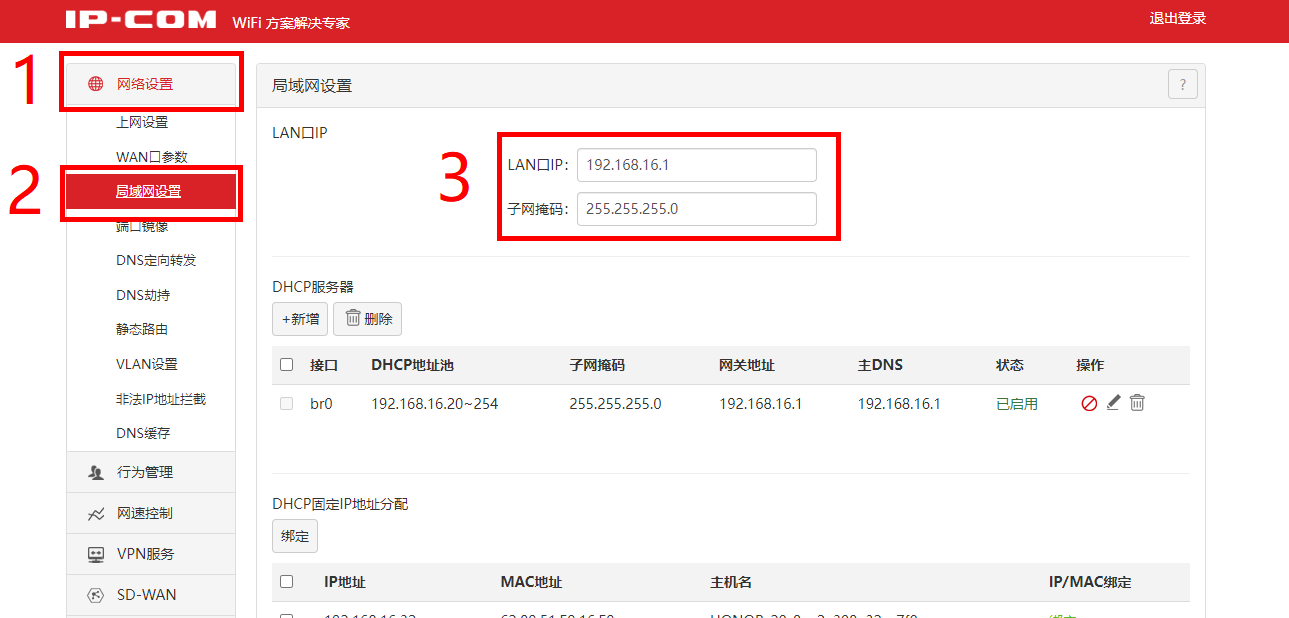 IP-COM WiFi 方案解决专家
退出登录
1
网络设置
上网设置
WAN口参数
2
局域网设置
端口镜像
DNS定向转发
DNS劫持
静态路由
VLAN设置
非法IP地址拦截
DNS缓存
行为管理
网速控制
VPN服务
SD-WAN
局域网设置
?
LAN口IP
3
LAN口IP: 192.168.16.1
子网掩码: 255.255.255.0
DHCP服务器
+新增 删除
接口 DHCP地址池 子网掩码 网关地址 主DNS 状态 操作
br0 192.168.16.20~254 255.255.255.0 192.168.16.1 192.168.16.1 已启用
DHCP固定IP地址分配
绑定
IP地址 MAC地址 主机名 IP/MAC绑定